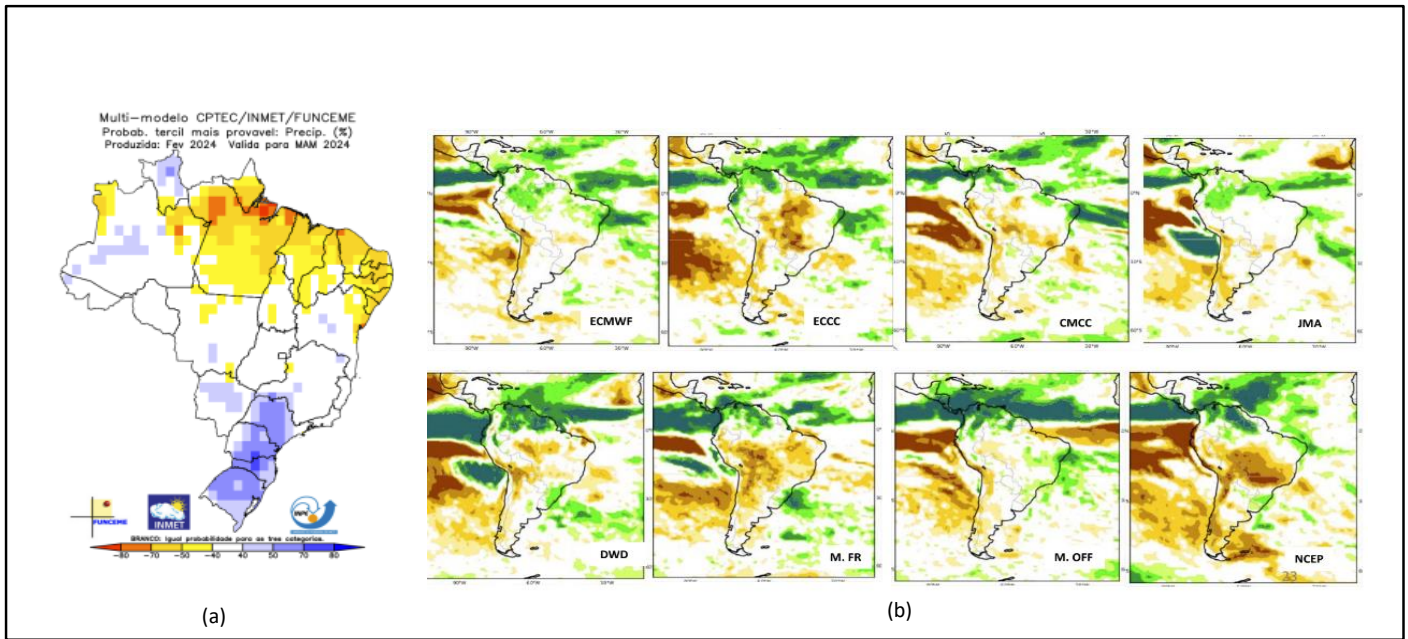 Multi-modelo CPTEC/INMET/FUNCEME
Probab. tercil mais provavel: Precip. (%)
Produzida: Fev 2024 Valida para MAM 2024
FUNCEME
INMET
INPE
BRANCO: Igual probabilidade para as tres categorias.
-80 -70 -50 -40 40 50 70 80
(a)
ECMWF
ECCC
CMCC
JMA
DWD
M. FR
M. OFF
NCEP
33
(b)